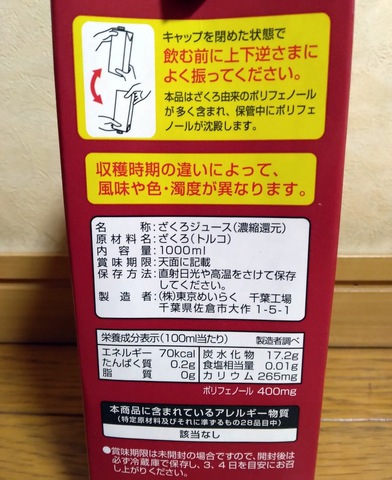 キャップを閉めた状態で
飲む前に上下逆さまに
よく振ってください。
本品はざくろ由来のポリフェノール
が多く含まれ、保管中にポリフェ
ノールが沈殿します。
収穫時期の違いによって、
風味や色・濁度が異なります。
名称 ざくろジュース(濃縮還元)
原材料名 ざくろ(トルコ)
内容量 1000ml
賞味期限 天面に記載
保存方法 直射日光や高温をさけて保存
してください。
製造者 (株)東京めいらく 千葉工場
千葉県佐倉市大作1-5-1
栄養成分表示(100ml当たり) 製造者調べ
エネルギー 70kcal 炭水化物 17.2g
たんぱく質 0.2g 食塩相当量 0.01g
脂質 0g カリウム 265mg
ポリフェノール 400mg
本商品に含まれているアレルギー物質
(特定原材料及びそれに準ずるもの28品目中)
該当なし
●賞味期限は未開封の場合ですので、開封後は
必ず冷蔵庫で保存し、3、4日を目安にお召
し上がりください。